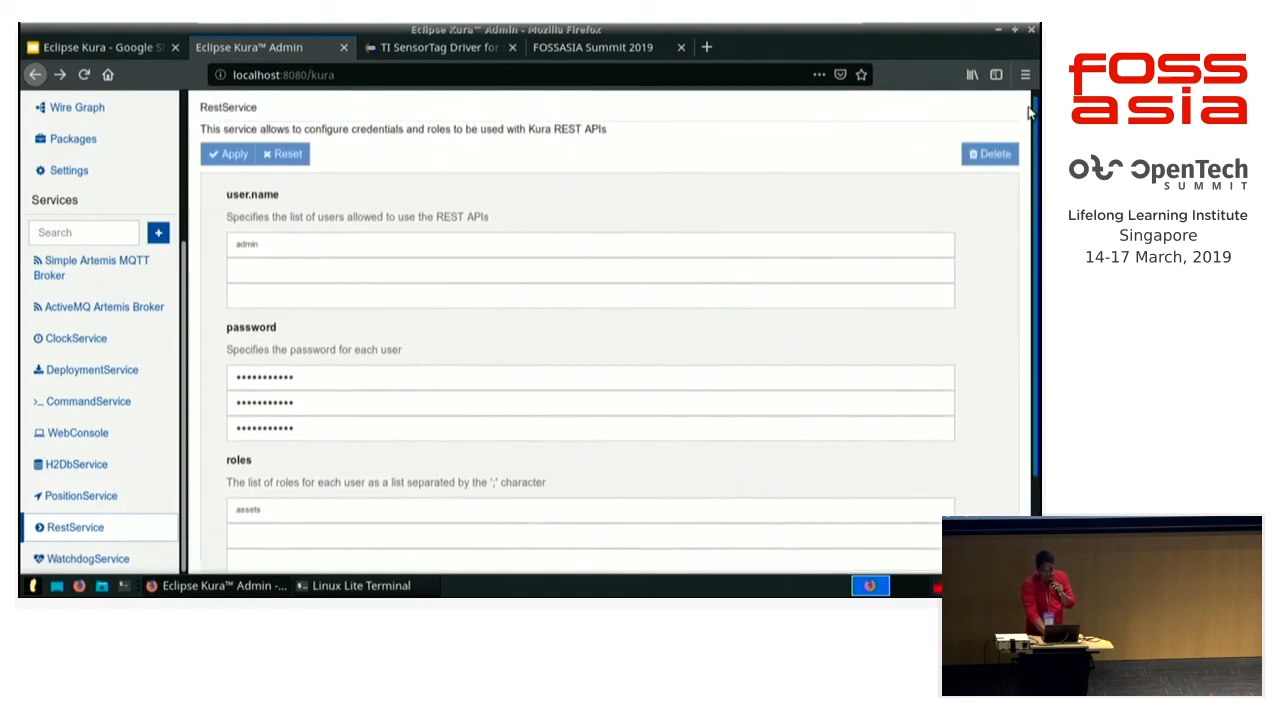 Eclipse Kura™ Admin - Mozilla Firefox
Eclipse Kura - Google Sl
Eclipse Kura™ Admin
TI SensorTag Driver for
FOSSASIA Summit 2019
localhost:8080/kura
Wire Graph
Packages
Settings
Services
Search
Simple Artemis MQTT
Broker
ActiveMQ Artemis Broker
ClockService
DeploymentService
CommandService
WebConsole
H2DbService
PositionService
RestService
WatchdogService
RestService
This service allows to configure credentials and roles to be used with Kura REST APIs
Apply
Reset
Delete
user.name
Specifies the list of users allowed to use the REST APIs
admin
password
Specifies the password for each user
roles
The list of roles for each user as a list separated by the ';' character
assets
Eclipse Kura™ Admin -...
Linux Lite Terminal
FOSS
asia
OpenTech
SUMMIT
Lifelong Learning Institute
Singapore
14-17 March, 2019